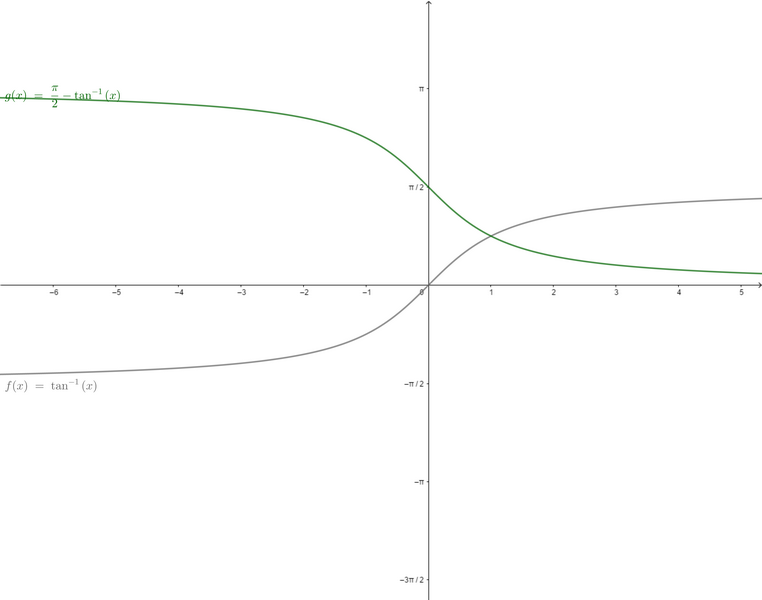 π
g(x) = π/2 − tan⁻¹(x)
π / 2
−6 −5 −4 −3 −2 −1 0 1 2 3 4 5
f(x) = tan⁻¹(x)
−π / 2
−π
−3π / 2